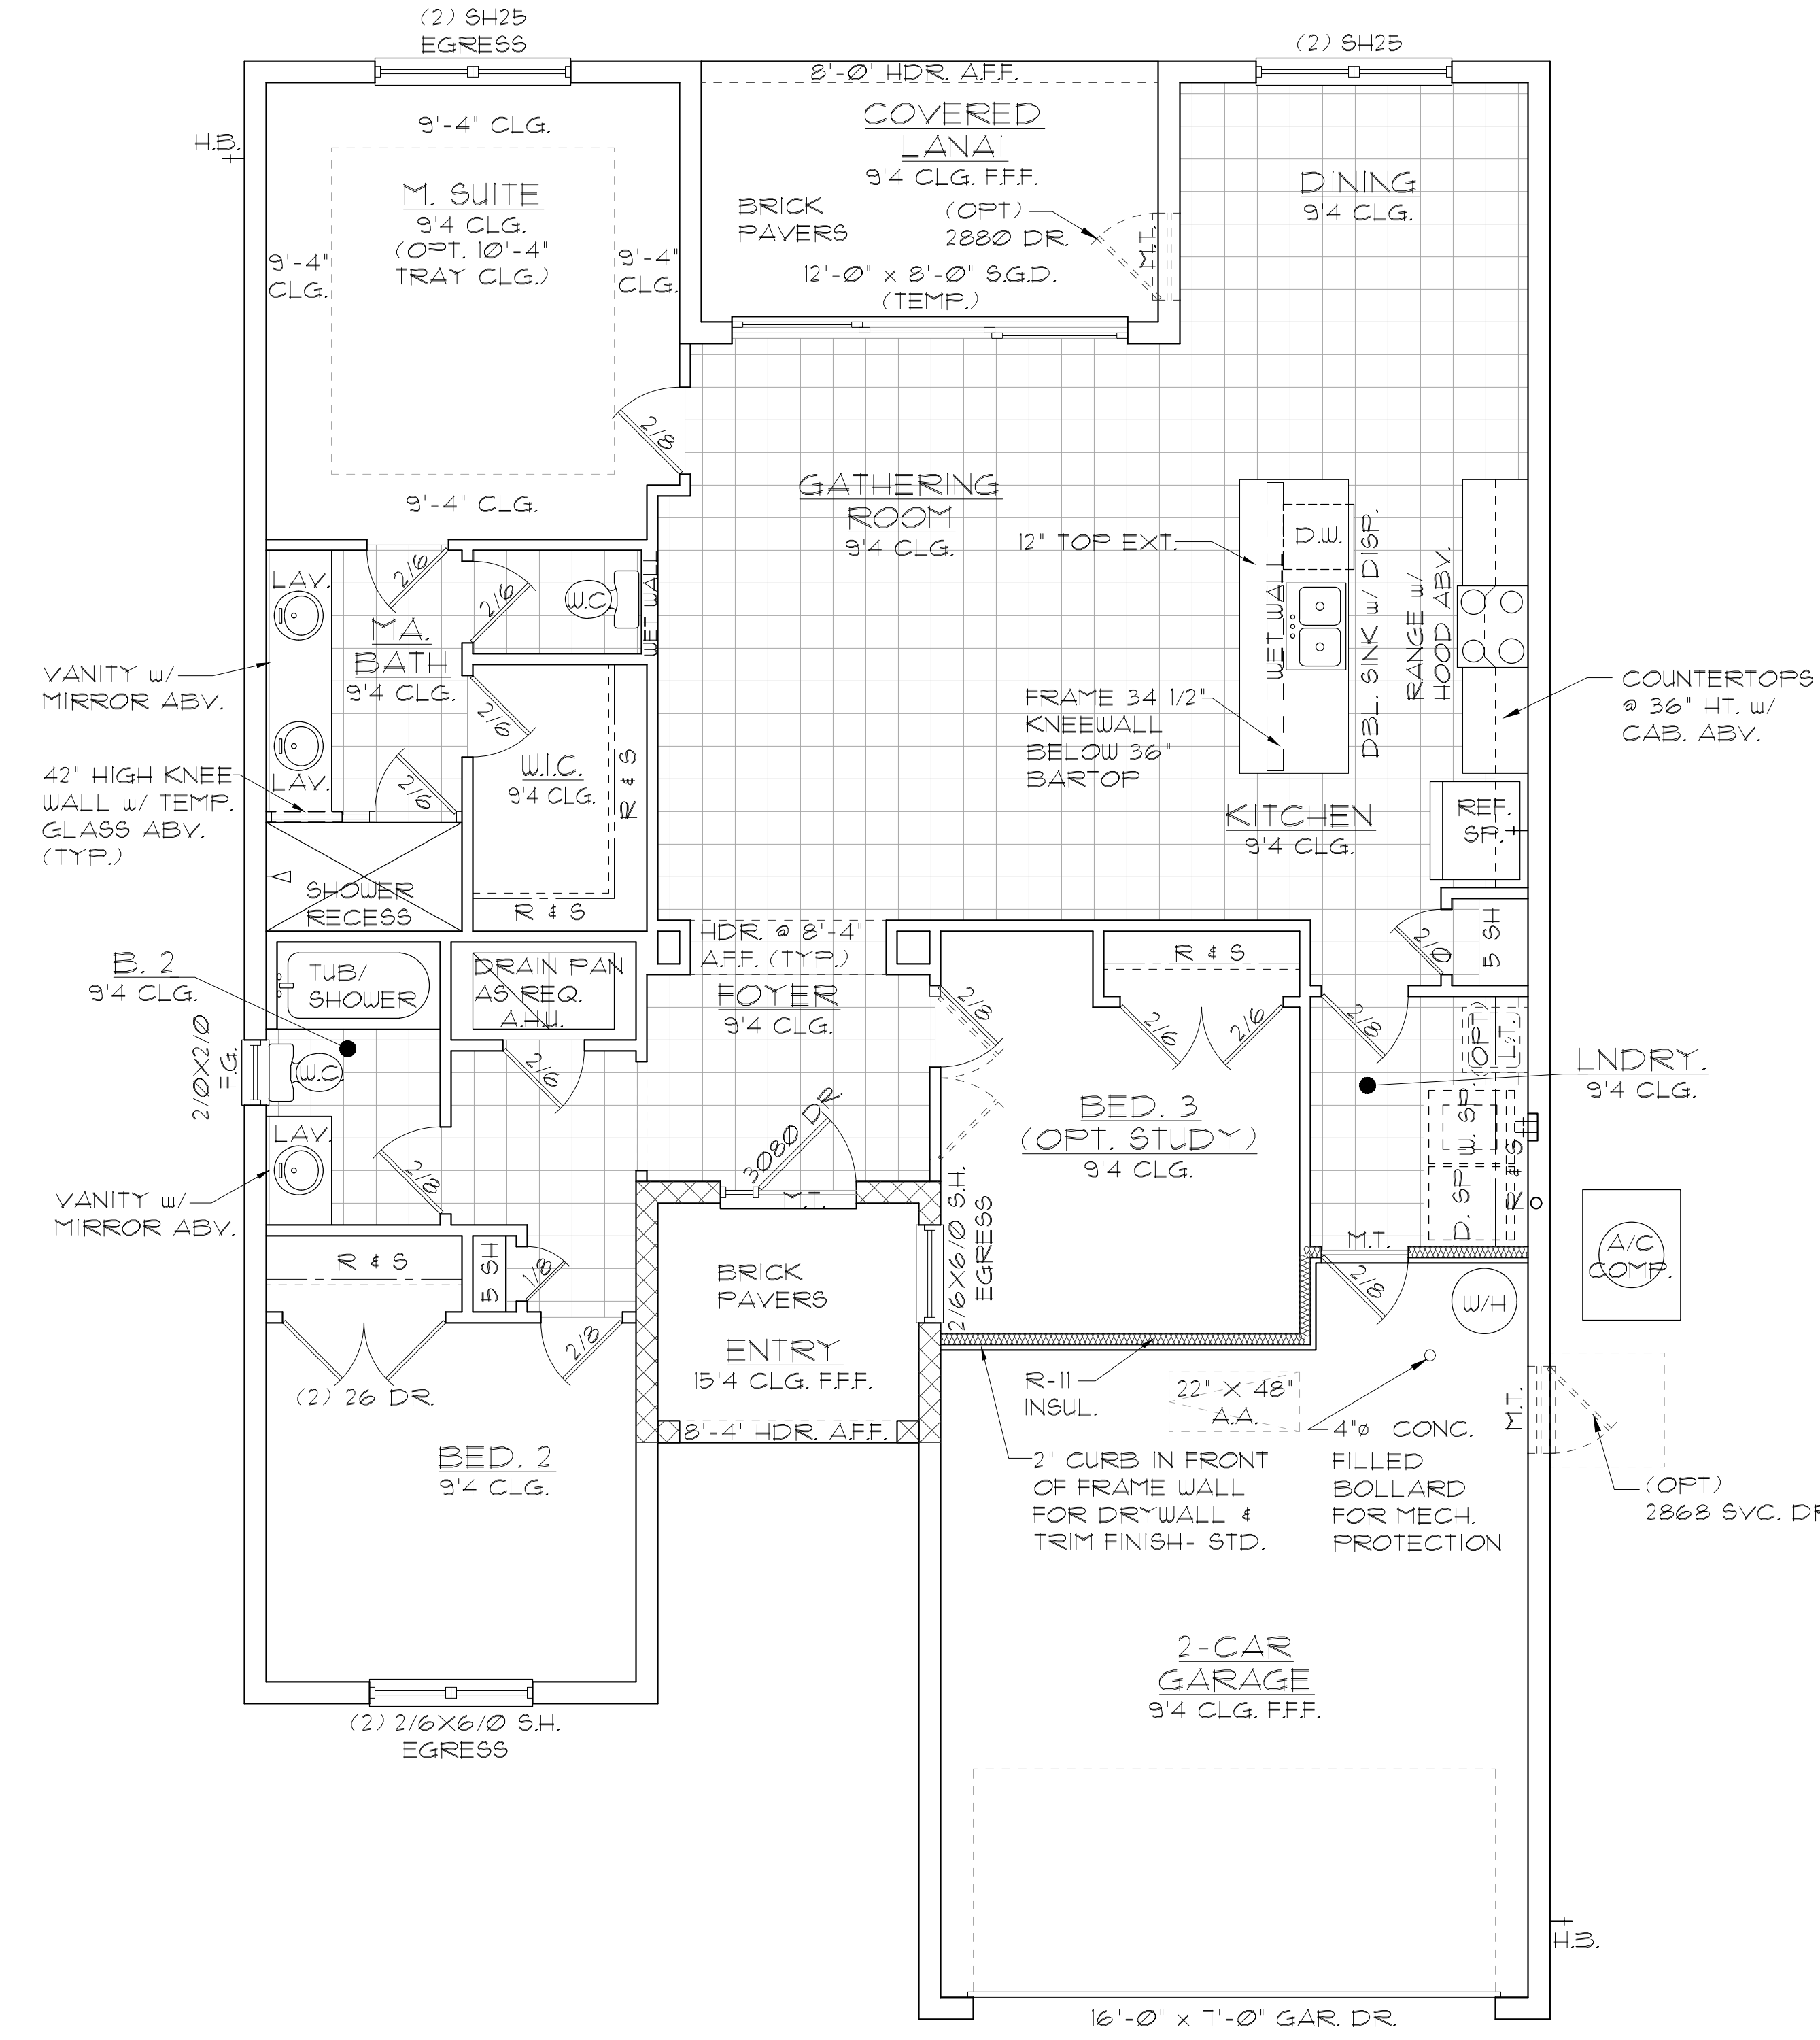 (2) SH25
EGRESS
(2) SH25
8'-0' HDR. A.F.F.
COVERED
LANAI
9'4 CLG. F.F.F.
BRICK
PAVERS
(OPT)
2880 DR.
M.T.
12'-0" x 8'-0" S.G.D.
(TEMP.)
H.B.
9'-4" CLG.
M. SUITE
9'4 CLG.
(OPT. 10'-4"
TRAY CLG.)
9'-4"
CLG.
9'-4"
CLG.
9'-4" CLG.
2/8
DINING
9'4 CLG.
GATHERING
ROOM
9'4 CLG.
12" TOP EXT.
D.W.
WETWALL
DBL. SINK w/ DISP.
RANGE w/
HOOD ABV.
FRAME 34 1/2"
KNEEWALL
BELOW 36"
BARTOP
COUNTERTOPS
@ 36" HT. w/
CAB. ABV.
KITCHEN
9'4 CLG.
REF.
SP.
2/6
2/6
W.C.
WET WALL
LAV.
MA.
BATH
9'4 CLG.
VANITY w/
MIRROR ABV.
LAV.
2/6
2/6
W.I.C.
9'4 CLG.
R & S
R & S
42" HIGH KNEE
WALL w/ TEMP.
GLASS ABV.
(TYP.)
SHOWER
RECESS
B. 2
9'4 CLG.
TUB/
SHOWER
DRAIN PAN
AS REQ.
A.H.U.
2/6
HDR. @ 8'-4"
A.F.F. (TYP.)
FOYER
9'4 CLG.
2/0X2/0
F.G.
W.C.
LAV.
VANITY w/
MIRROR ABV.
2/8
3080 DR.
M.T.
2/8
R & S
2/6
2/6
BED. 3
(OPT. STUDY)
9'4 CLG.
2/6X6/0 S.H.
EGRESS
2/0
5 SH
2/8
(OPT)
L.T.
W. SP.
D. SP
R & S
LNDRY.
9'4 CLG.
M.T.
2/8
W/H
A/C
COMP.
R & S
5 SH
1/8
2/8
(2) 26 DR.
BED. 2
9'4 CLG.
(2) 2/6X6/0 S.H.
EGRESS
BRICK
PAVERS
ENTRY
15'4 CLG. F.F.F.
8'-4' HDR. A.F.F.
R-11
INSUL.
22" X 48"
A.A.
2" CURB IN FRONT
OF FRAME WALL
FOR DRYWALL &
TRIM FINISH- STD.
4"ø CONC.
FILLED
BOLLARD
FOR MECH.
PROTECTION
M.T.
(OPT)
2868 SVC. DR
2-CAR
GARAGE
9'4 CLG. F.F.F.
H.B.
16'-0" x 7'-0" GAR. DR.